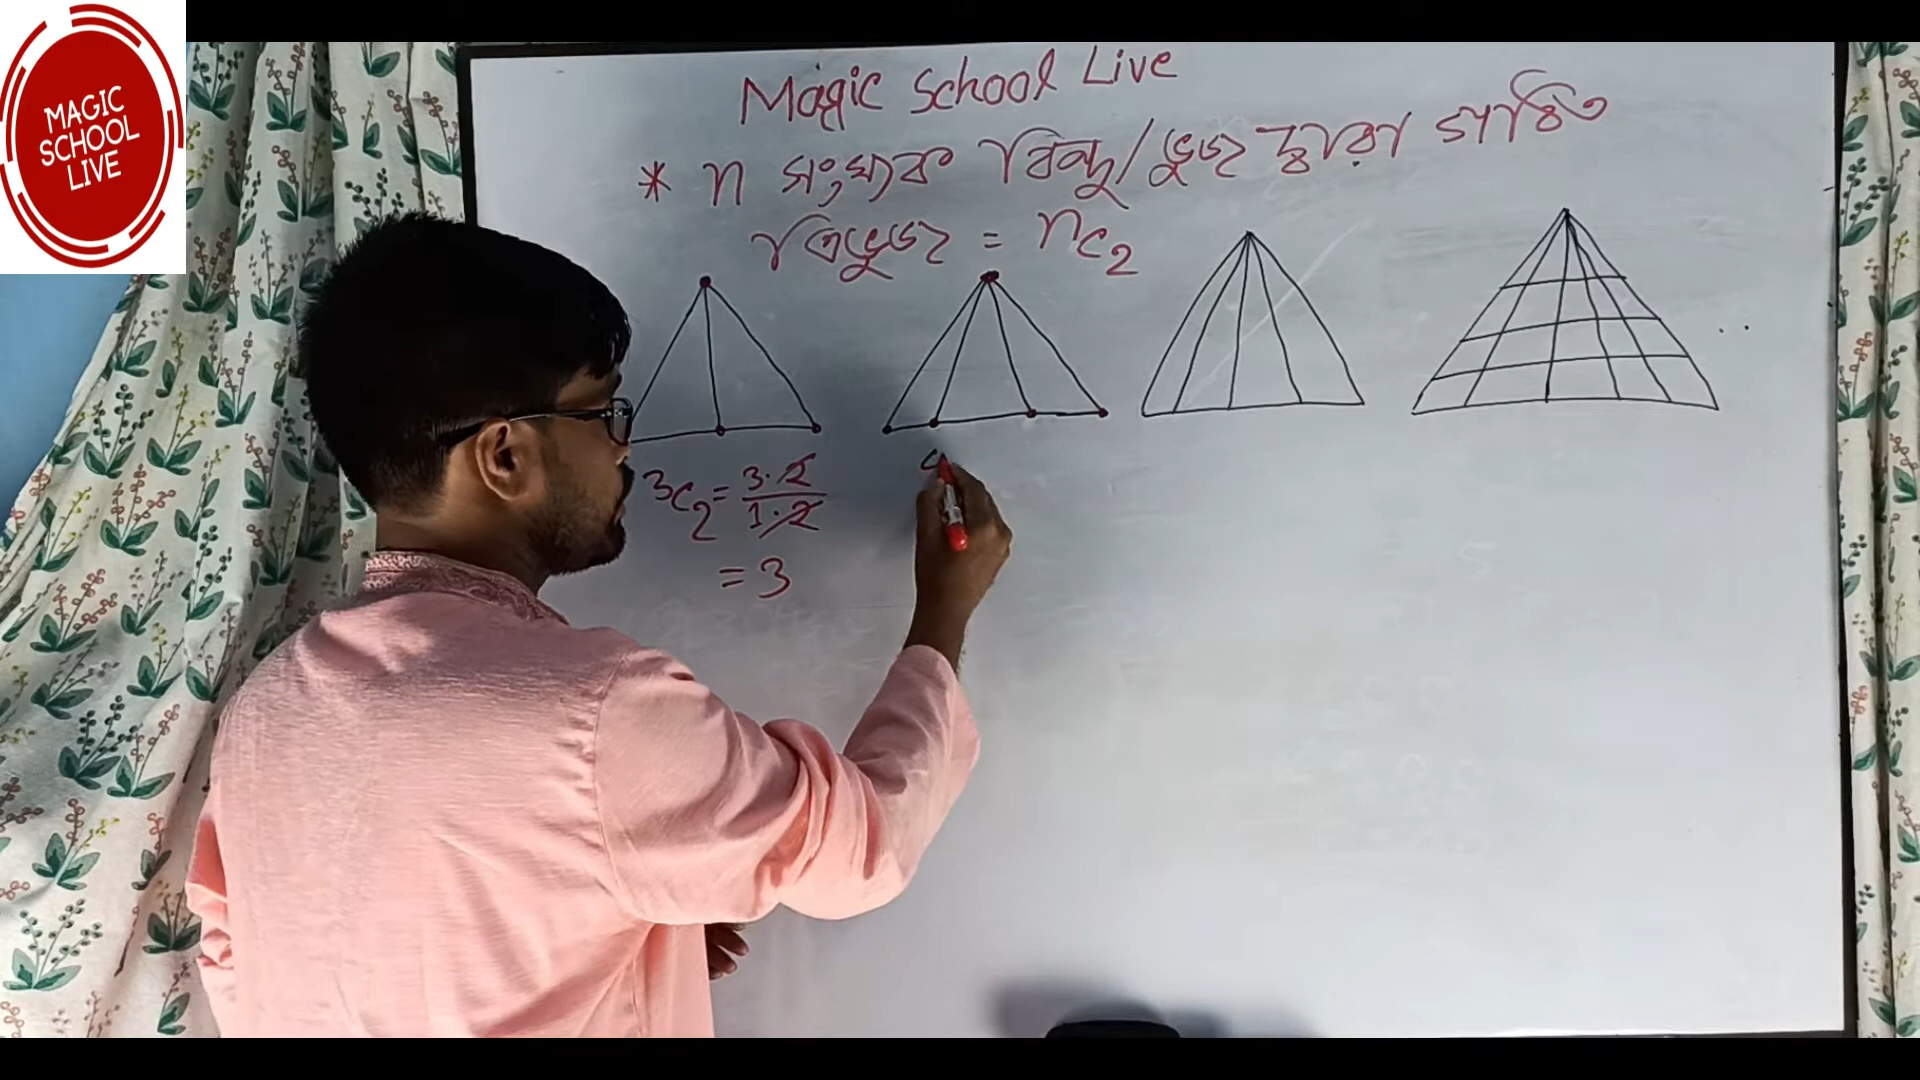 MAGIC
SCHOOL
LIVE
Magic School Live
* n সংখ্যক বিন্দু/ভুজ দ্বারা গঠিত
ত্রিভুজ = nc2
3c2 = 3·2/1·2
= 3